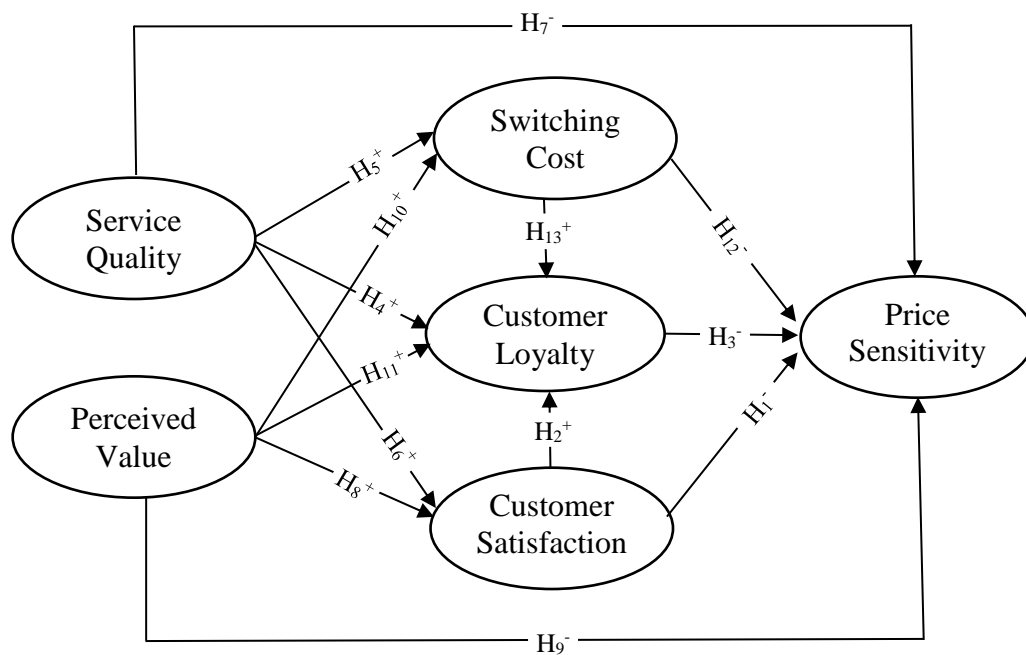 H₇⁻
Switching
Cost
H₅⁺
H₁₀⁺
Service
Quality
H₁₃⁺
H₁₂⁻
H₄⁺
Customer
Loyalty
H₃⁻
Price
Sensitivity
H₁₁⁺
Perceived
Value
H₆⁺
H₂⁺
H₁⁻
H₈⁺
Customer
Satisfaction
H₉⁻